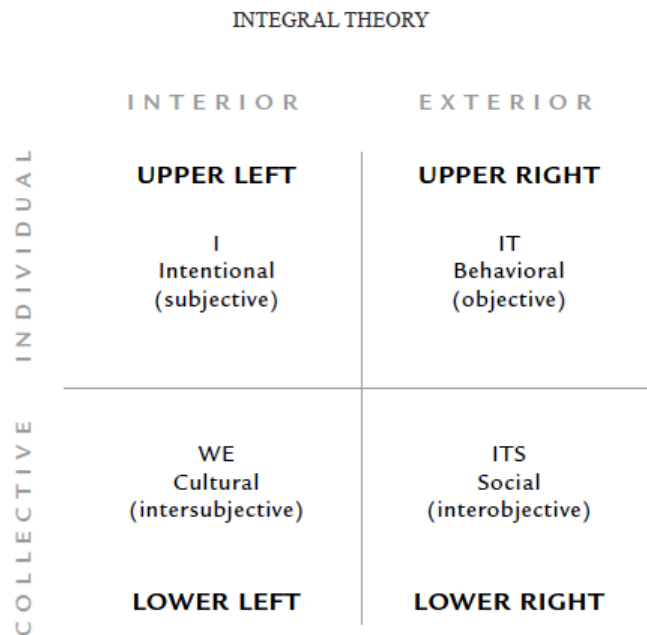 INTEGRAL THEORY
INTERIOR
EXTERIOR
INDIVIDUAL
UPPER LEFT
I
Intentional
(subjective)
UPPER RIGHT
IT
Behavioral
(objective)
COLLECTIVE
WE
Cultural
(intersubjective)
LOWER LEFT
ITS
Social
(interobjective)
LOWER RIGHT